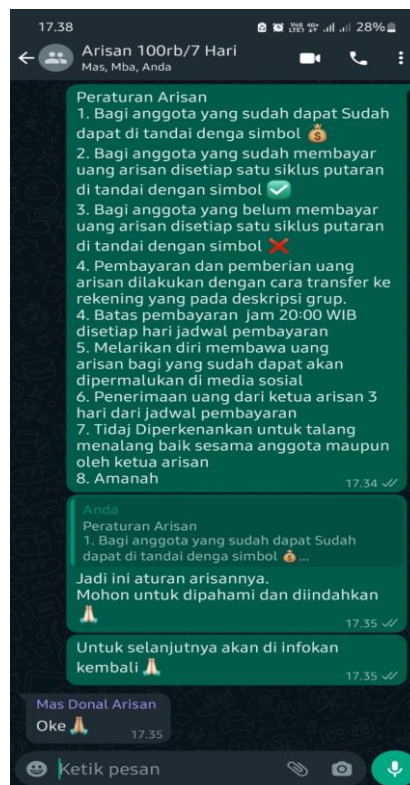 17.38
28%
Arisan 100rb/7 Hari
Mas, Mba, Anda
Peraturan Arisan
1. Bagi anggota yang sudah dapat Sudah
dapat di tandai denga simbol 💰
2. Bagi anggota yang sudah membayar
uang arisan disetiap satu siklus putaran
di tandai dengan simbol ✅
3. Bagi anggota yang belum membayar
uang arisan disetiap satu siklus putaran
di tandai dengan simbol ❌
4. Pembayaran dan pemberian uang
arisan dilakukan dengan cara transfer ke
rekening yang pada deskripsi grup.
4. Batas pembayaran jam 20:00 WIB
disetiap hari jadwal pembayaran
5. Melarikan diri membawa uang
arisan bagi yang sudah dapat akan
dipermalukan di media sosial
6. Penerimaan uang dari ketua arisan 3
hari dari jadwal pembayaran
7. Tidaj Diperkenankan untuk talang
menalang baik sesama anggota maupun
oleh ketua arisan
8. Amanah
17.34
Anda
Peraturan Arisan
1. Bagi anggota yang sudah dapat Sudah
dapat di tandai denga simbol 💰...
Jadi ini aturan arisannya.
Mohon untuk dipahami dan diindahkan
🙏
17.35
Untuk selanjutnya akan di infokan
kembali 🙏
17.35
Mas Donal Arisan
Oke 🙏
17.35
Ketik pesan